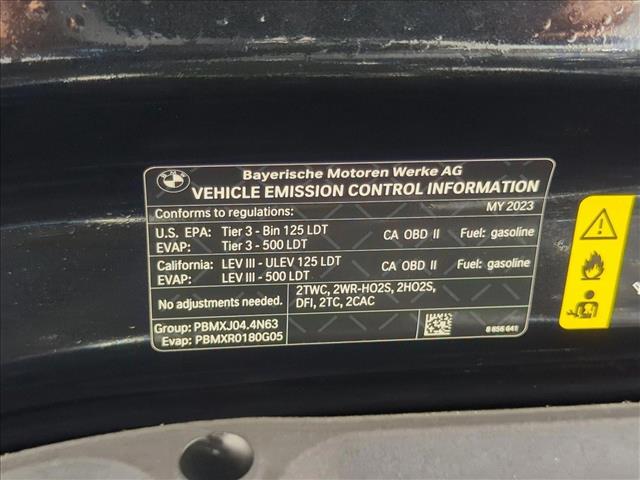 BMW
Bayerische Motoren Werke AG
VEHICLE EMISSION CONTROL INFORMATION
Conforms to regulations: MY 2023
U.S. EPA: Tier 3 - Bin 125 LDT CA OBD II Fuel: gasoline
EVAP: Tier 3 - 500 LDT
California: LEV III - ULEV 125 LDT CA OBD II Fuel: gasoline
EVAP: LEV III - 500 LDT
No adjustments needed. 2TWC, 2WR-HO2S, 2HO2S,
DFI, 2TC, 2CAC
Group: PBMXJ04.4N63
Evap: PBMXR0180G05
8 656 641